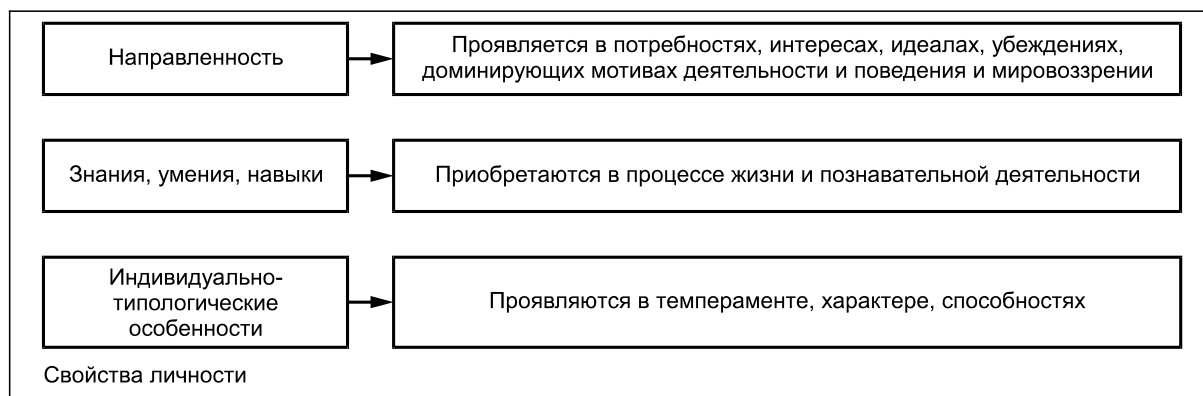 Направленность
Проявляется в потребностях, интересах, идеалах, убеждениях,
доминирующих мотивах деятельности и поведения и мировоззрении
Знания, умения, навыки
Приобретаются в процессе жизни и познавательной деятельности
Индивидуально-
типологические
особенности
Проявляются в темпераменте, характере, способностях
Свойства личности